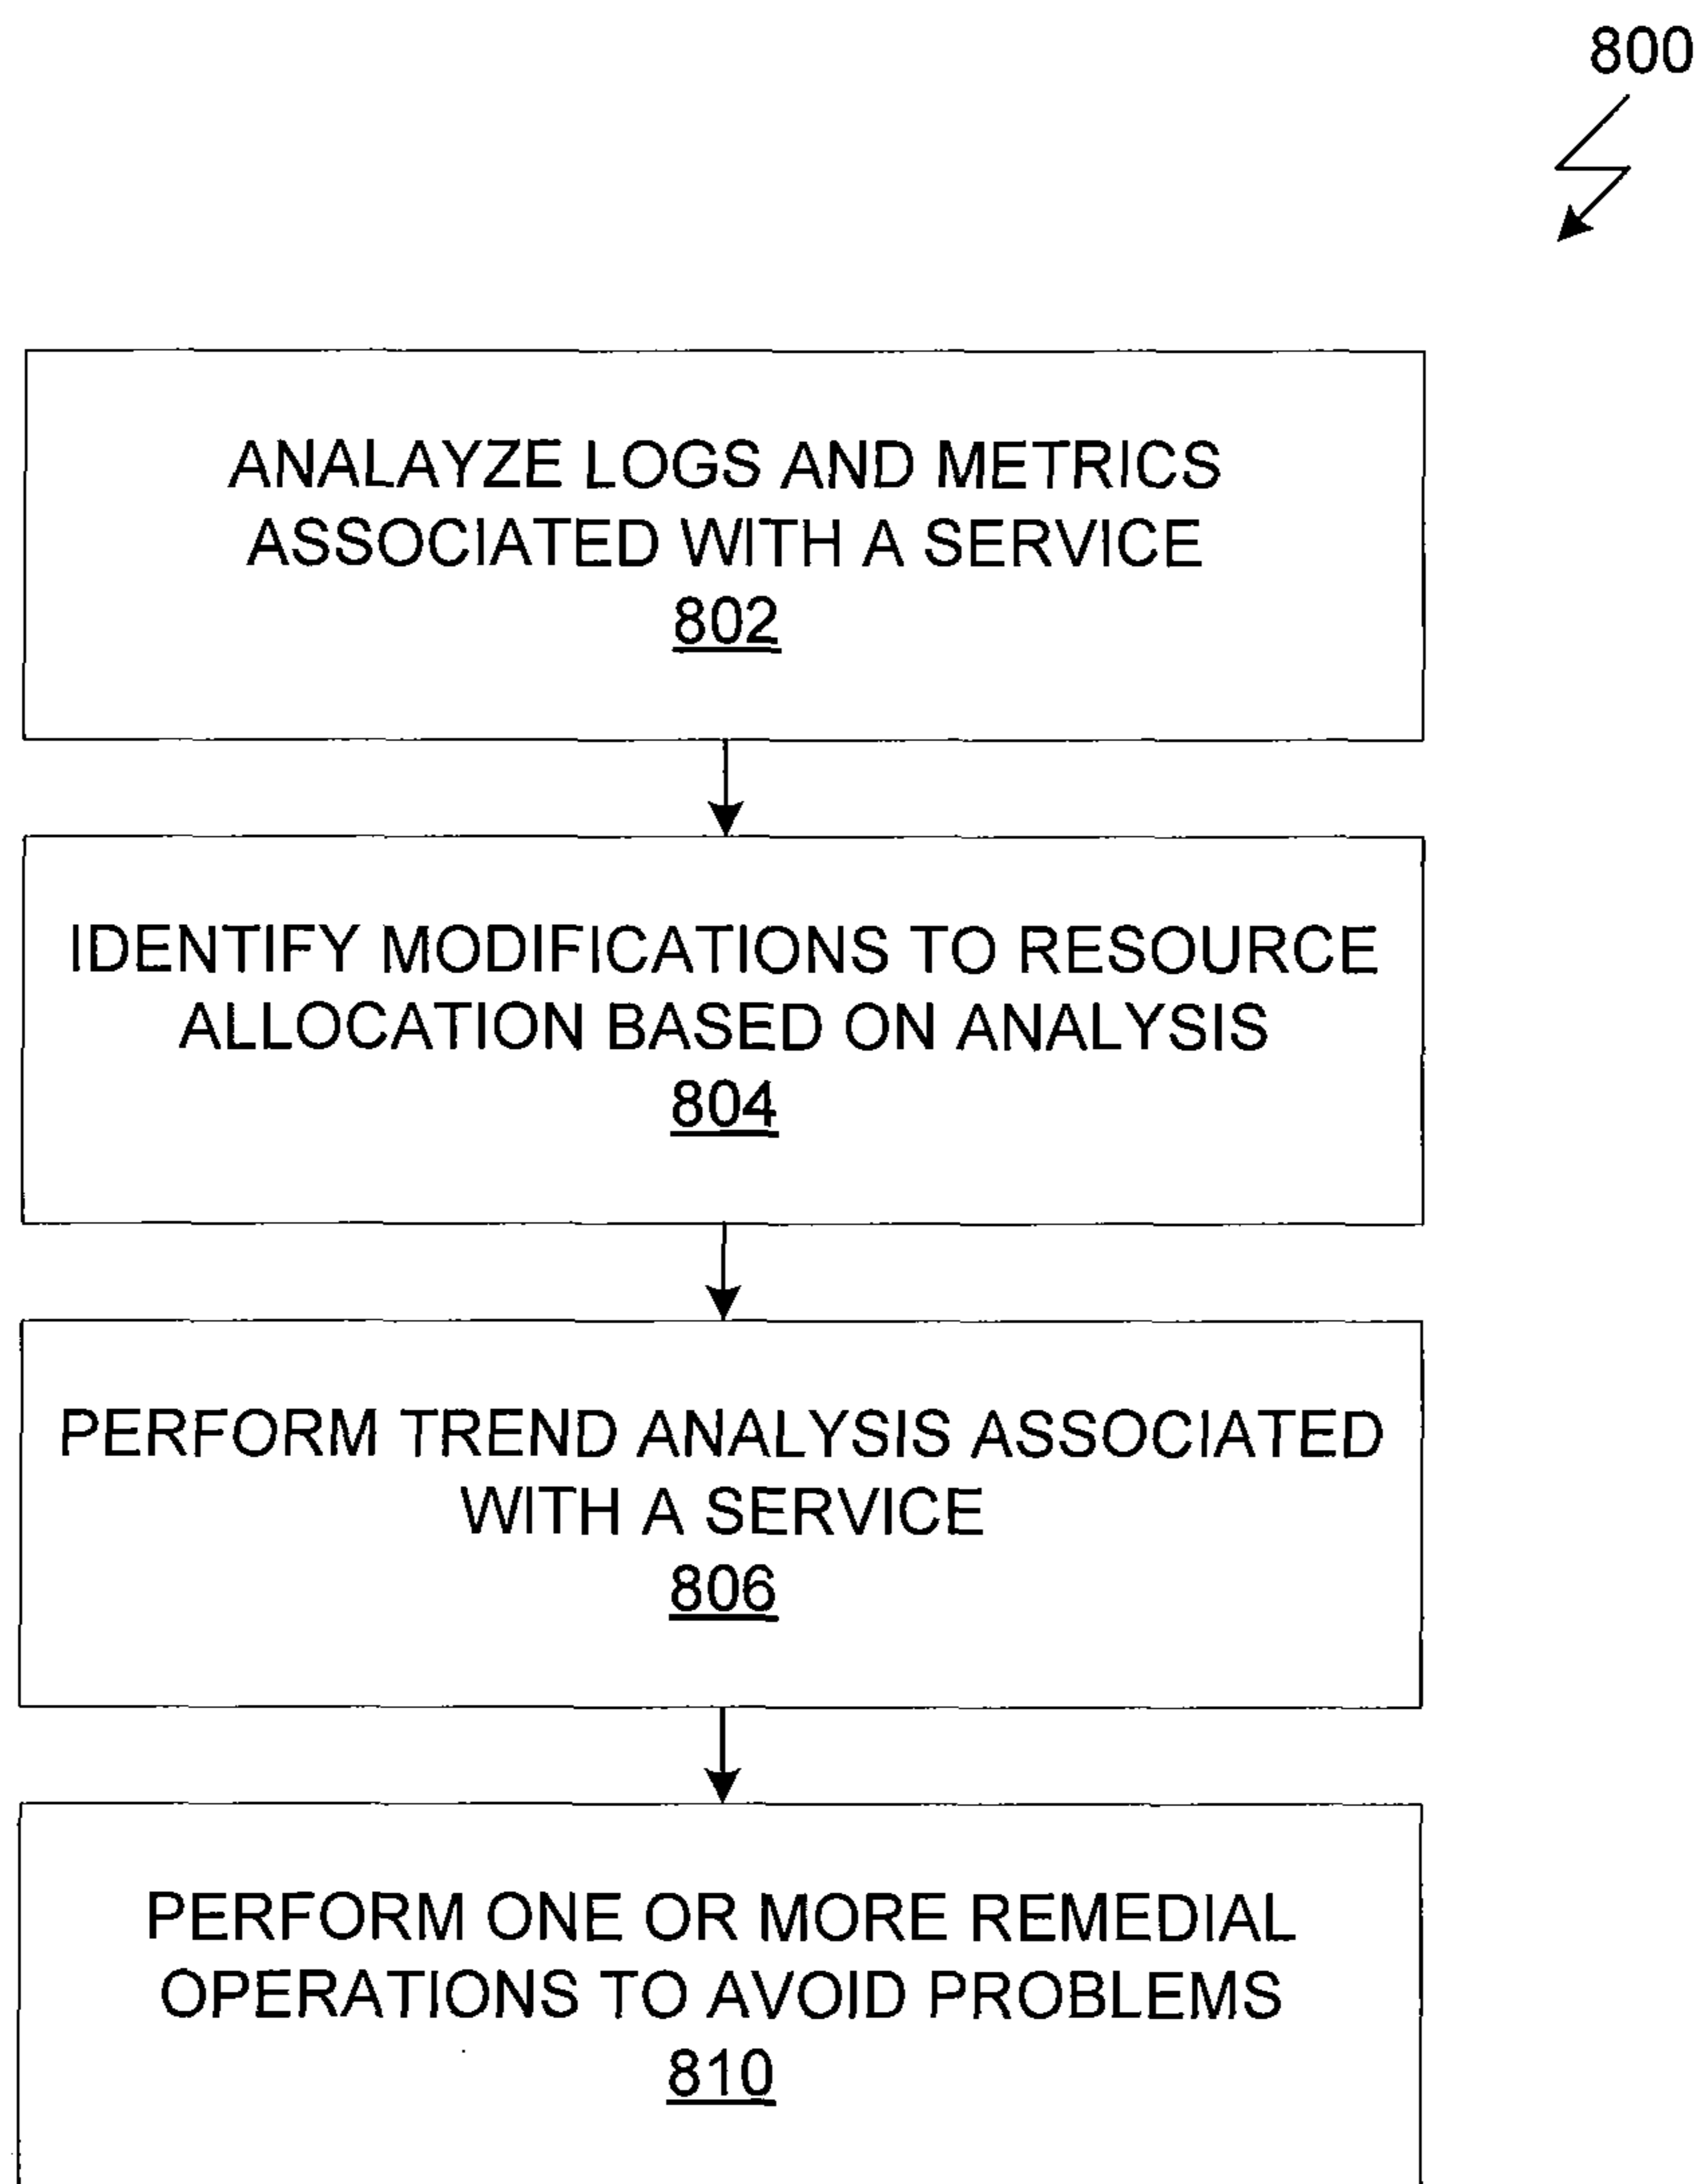 800
ANALAYZE LOGS AND METRICS
ASSOCIATED WITH A SERVICE
802
IDENTIFY MODIFICATIONS TO RESOURCE
ALLOCATION BASED ON ANALYSIS
804
PERFORM TREND ANALYSIS ASSOCIATED
WITH A SERVICE
806
PERFORM ONE OR MORE REMEDIAL
OPERATIONS TO AVOID PROBLEMS
810